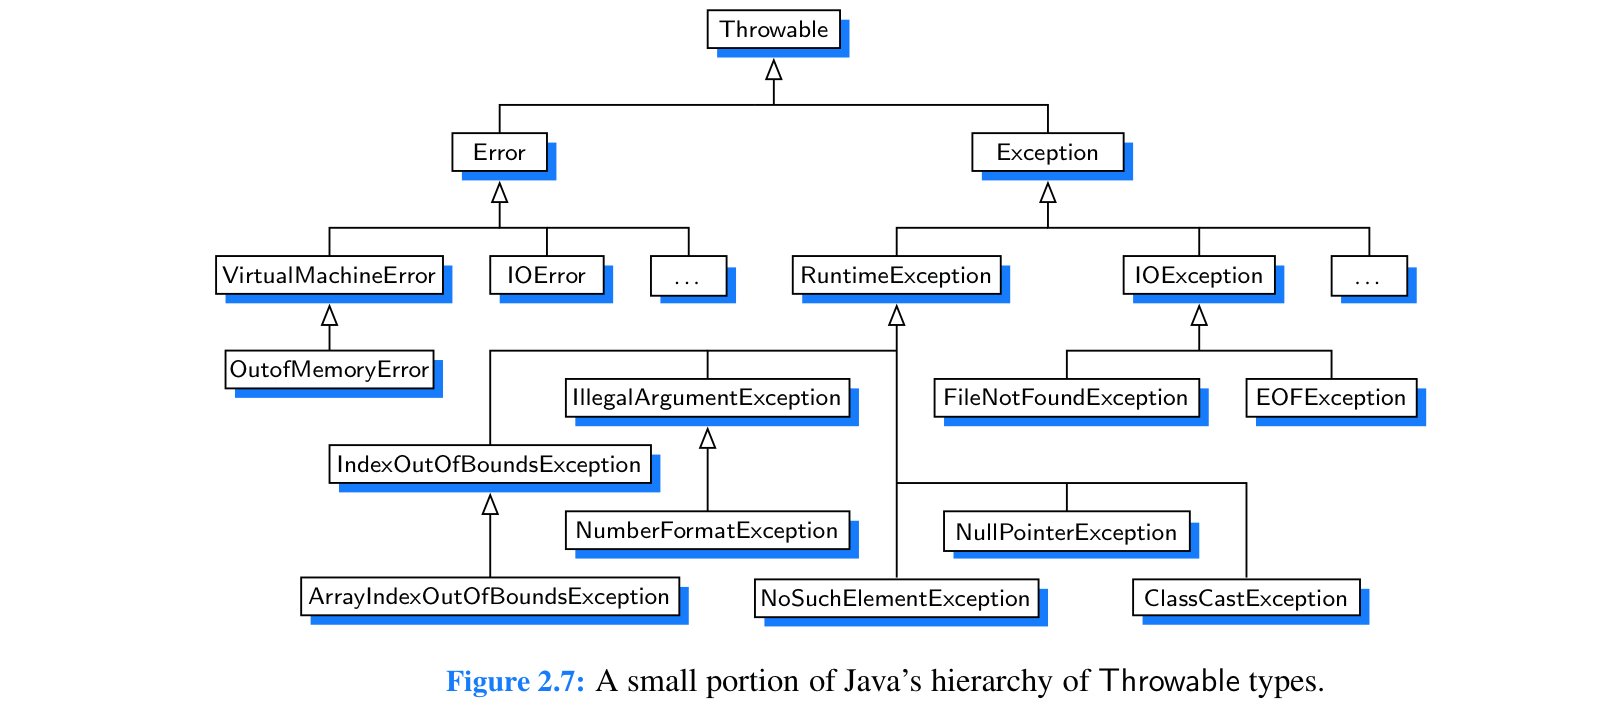 Throwable
Error
Exception
VirtualMachineError
IOError
...
RuntimeException
IOException
...
OutofMemoryError
IllegalArgumentException
FileNotFoundException
EOFException
IndexOutOfBoundsException
NumberFormatException
NullPointerException
ArrayIndexOutOfBoundsException
NoSuchElementException
ClassCastException
Figure 2.7: A small portion of Java’s hierarchy of Throwable types.